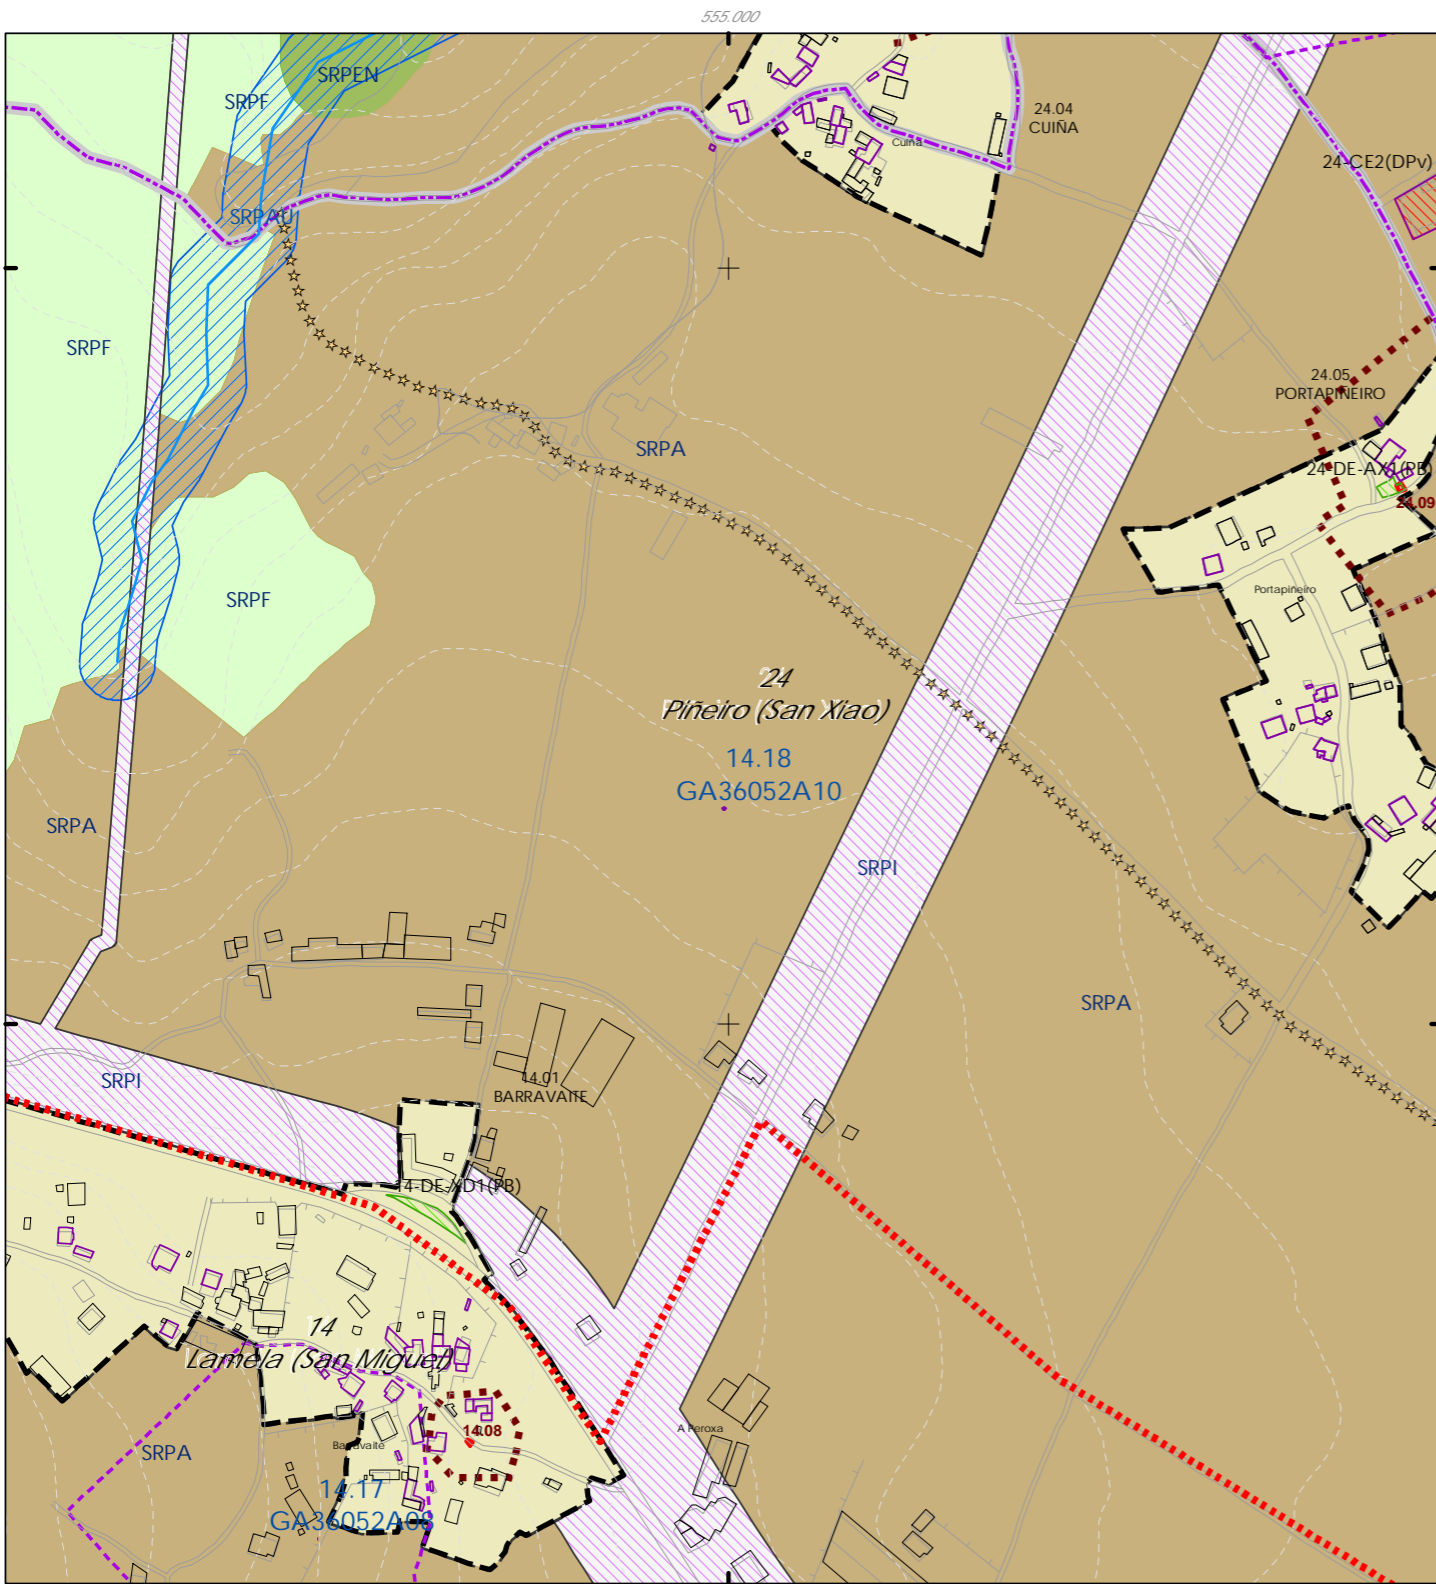 555.000
SRPEN
SRPF
24.04
CUIÑA
Cuiña
24-CE2(DPv)
SRPAU
SRPF
24.05
PORTAPIÑEIRO
SRPA
24-DE-AX1(PB)
24.09
Portapiñeiro
SRPF
24
Piñeiro (San Xiao)
14.18
GA36052A10
SRPA
SRPI
SRPA
SRPI
14.01
BARRAVAITE
14-DE-XD1(PB)
14
Lamela (San Miguel)
14.08
A Peroxa
Barravaite
SRPA
14.17
GA36052A08